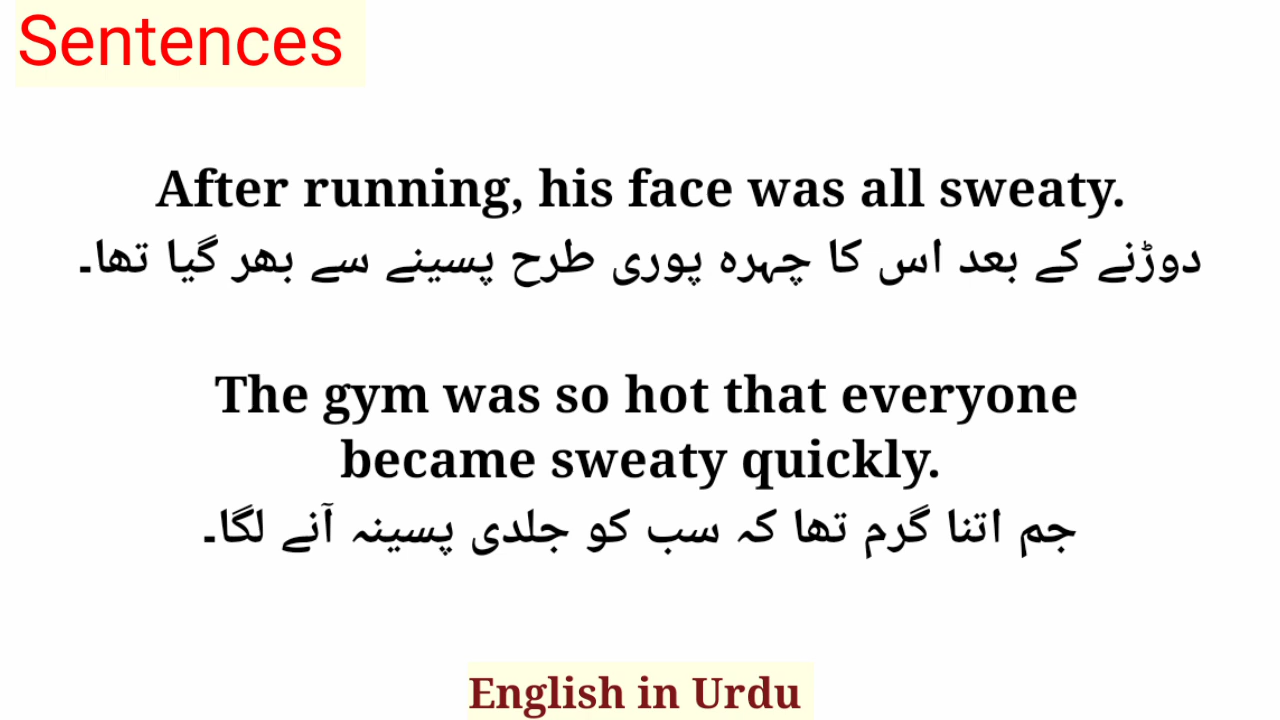 Sentences
After running, his face was all sweaty.
دوڑنے کے بعد اس کا چہرہ پوری طرح پسینے سے بھر گیا تھا۔
The gym was so hot that everyone
became sweaty quickly.
جم اتنا گرم تھا کہ سب کو جلدی پسینہ آنے لگا۔
English in Urdu